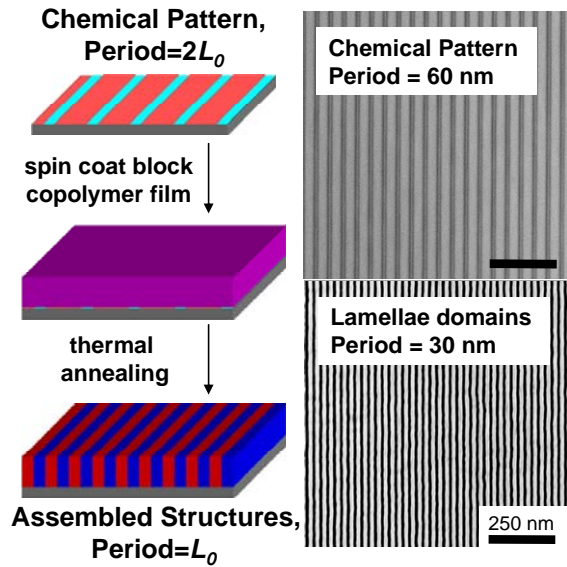 Chemical Pattern,
Period=2L₀
spin coat block
copolymer film
thermal
annealing
Assembled Structures,
Period=L₀
Chemical Pattern
Period = 60 nm
Lamellae domains
Period = 30 nm
250 nm